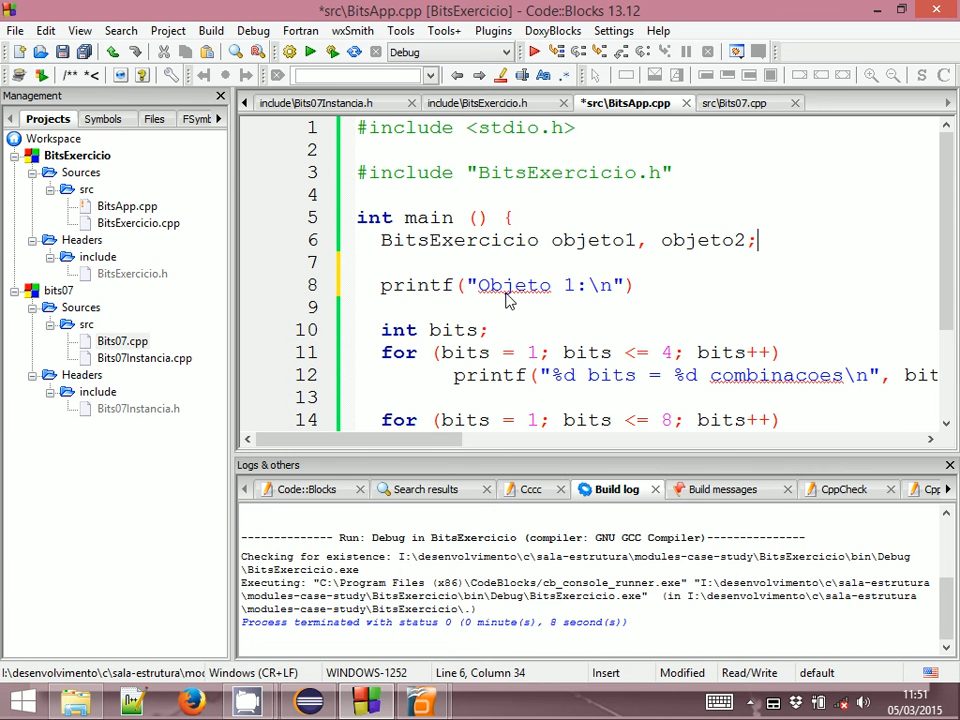 *src\BitsApp.cpp [BitsExercicio] - Code::Blocks 13.12
File Edit View Search Project Build Debug Fortran wxSmith Tools Tools+ Plugins DoxyBlocks Settings Help
Debug
/** *<
Aa .* S C
Management
Projects Symbols Files FSymb
include\Bits07Instancia.h include\BitsExercicio.h *src\BitsApp.cpp src\Bits07.cpp
Workspace
BitsExercicio
Sources
src
BitsApp.cpp
BitsExercicio.cpp
Headers
include
BitsExercicio.h
bits07
Sources
src
Bits07.cpp
Bits07Instancia.cpp
Headers
include
Bits07Instancia.h
1 #include <stdio.h>
2
3 #include "BitsExercicio.h"
4
5 int main () {
6 BitsExercicio objeto1, objeto2;
7
8 printf("Objeto 1:\n")
9
10 int bits;
11 for (bits = 1; bits <= 4; bits++)
12 printf("%d bits = %d combinacoes\n", bit
13
14 for (bits = 1; bits <= 8; bits++)
Logs & others
Code::Blocks Search results Cccc Build log Build messages CppCheck Cpp
-------------- Run: Debug in BitsExercicio (compiler: GNU GCC Compiler)---------------
Checking for existence: I:\desenvolvimento\c\sala-estrutura\modules-case-study\BitsExercicio\bin\Debug
\BitsExercicio.exe
Executing: "C:\Program Files (x86)\CodeBlocks/cb_console_runner.exe" "I:\desenvolvimento\c\sala-estrutura
\modules-case-study\BitsExercicio\bin\Debug\BitsExercicio.exe" (in I:\desenvolvimento\c\sala-estrutura
\modules-case-study\BitsExercicio\.)
Process terminated with status 0 (0 minute(s), 8 second(s))
I:\desenvolvimento\c\sala-estrutura\moc Windows (CR+LF) WINDOWS-1252 Line 6, Column 34 Insert Modified Read/Write default
11:51
05/03/2015